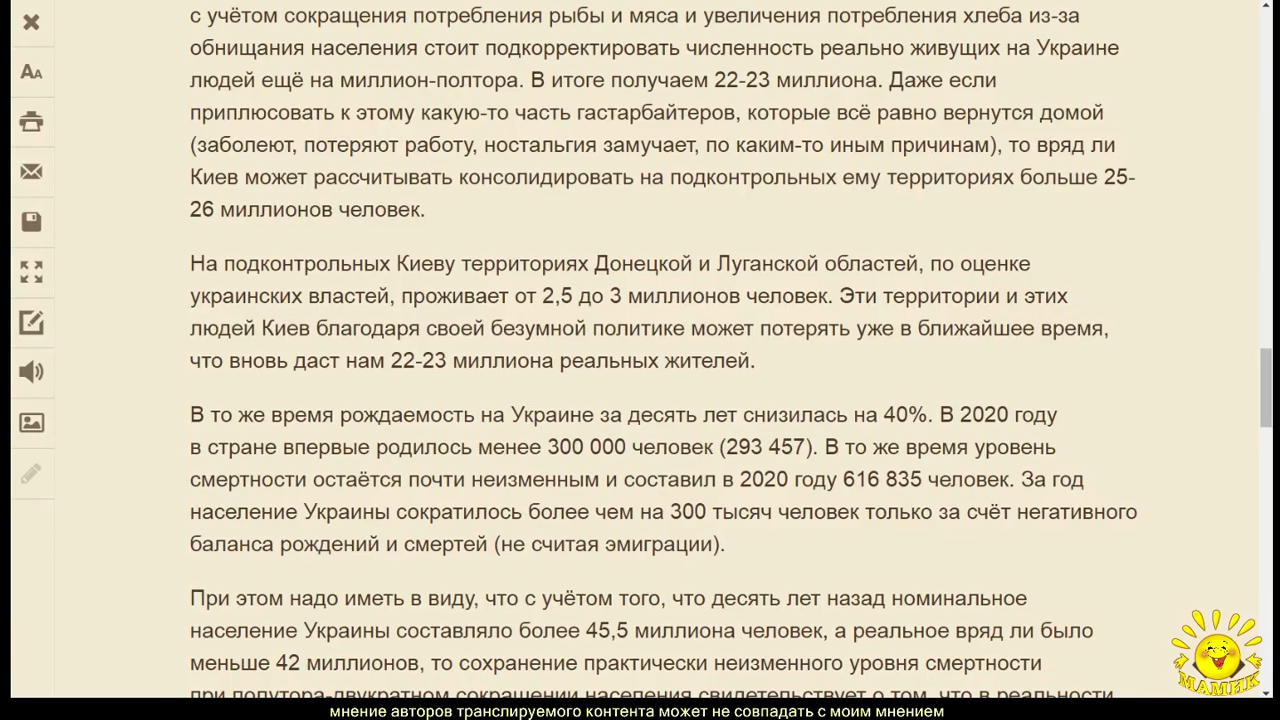 с учётом сокращения потребления рыбы и мяса и увеличения потребления хлеба из-за
обнищания населения стоит подкорректировать численность реально живущих на Украине
людей ещё на миллион-полтора. В итоге получаем 22-23 миллиона. Даже если
приплюсовать к этому какую-то часть гастарбайтеров, которые всё равно вернутся домой
(заболеют, потеряют работу, ностальгия замучает, по каким-то иным причинам), то вряд ли
Киев может рассчитывать консолидировать на подконтрольных ему территориях больше 25-
26 миллионов человек.
На подконтрольных Киеву территориях Донецкой и Луганской областей, по оценке
украинских властей, проживает от 2,5 до 3 миллионов человек. Эти территории и этих
людей Киев благодаря своей безумной политике может потерять уже в ближайшее время,
что вновь даст нам 22-23 миллиона реальных жителей.
В то же время рождаемость на Украине за десять лет снизилась на 40%. В 2020 году
в стране впервые родилось менее 300 000 человек (293 457). В то же время уровень
смертности остаётся почти неизменным и составил в 2020 году 616 835 человек. За год
население Украины сократилось более чем на 300 тысяч человек только за счёт негативного
баланса рождений и смертей (не считая эмиграции).
При этом надо иметь в виду, что с учётом того, что десять лет назад номинальное
население Украины составляло более 45,5 миллиона человек, а реальное вряд ли было
меньше 42 миллионов, то сохранение практически неизменного уровня смертности
при полутора-двукратном сокращении населения свидетельствует о том, что в реальности
МАМИК
мнение авторов транслируемого контента может не совпадать с моим мнением